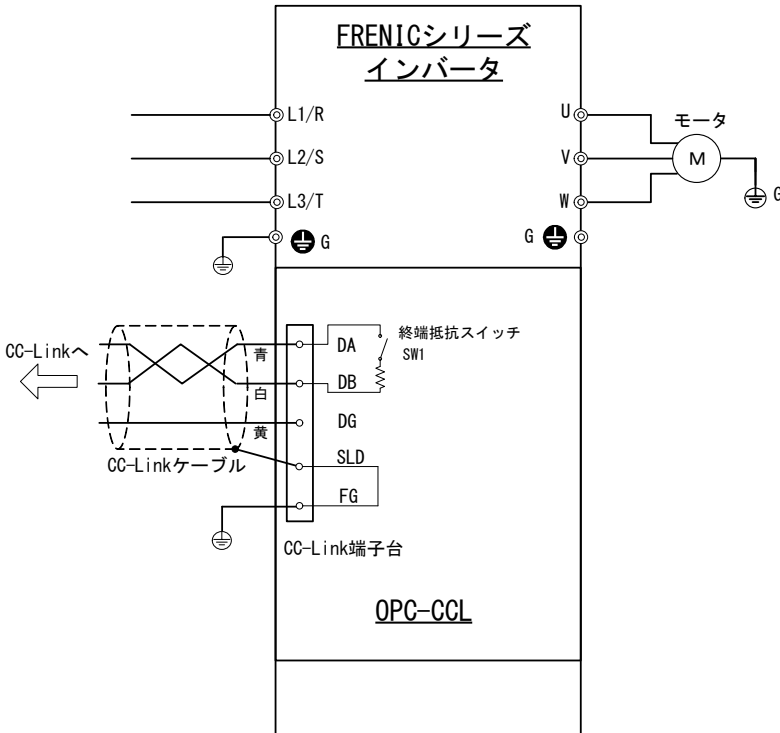 FRENICシリーズ
インバータ
L1/R
U
モータ
L2/S
V
M
L3/T
W
G
G
G
CC-Linkへ
青
DA
終端抵抗スイッチ
SW1
白
DB
黄
DG
CC-Linkケーブル
SLD
FG
CC-Link端子台
OPC-CCL